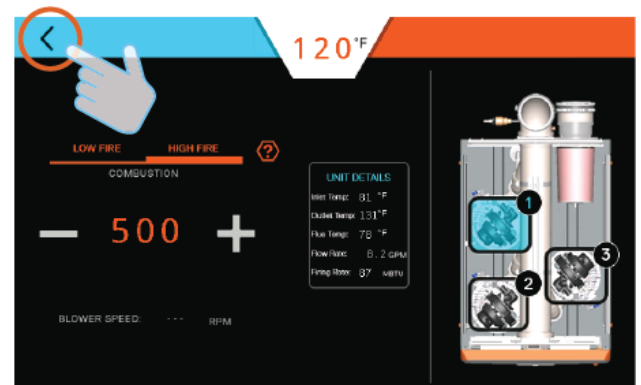 120°F
LOW FIRE HIGH FIRE ?
COMBUSTION
500
BLOWER SPEED: --- RPM
UNIT DETAILS
Inlet Temp: 81 °F
Outlet Temp: 131 °F
Flue Temp: 78 °F
Flow Rate: 8.2 GPM
Firing Rate: 87 MBTU
1
2
3